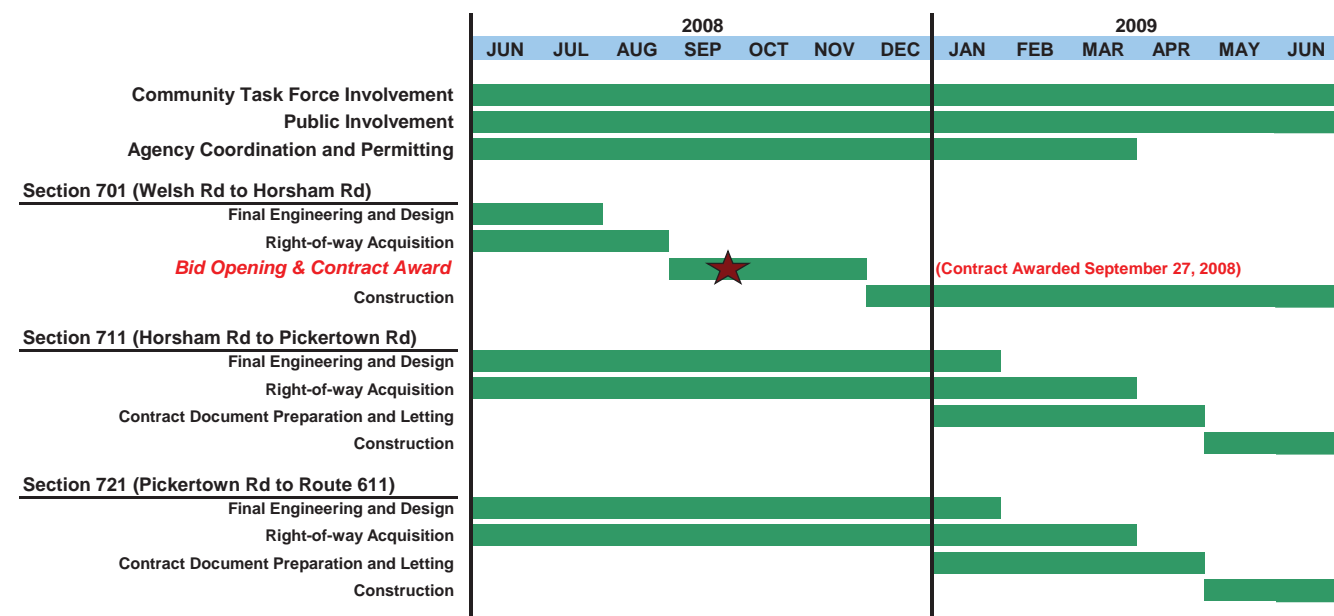 2008 2009
JUN JUL AUG SEP OCT NOV DEC JAN FEB MAR APR MAY JUN
Community Task Force Involvement
Public Involvement
Agency Coordination and Permitting
Section 701 (Welsh Rd to Horsham Rd)
Final Engineering and Design
Right-of-way Acquisition
Bid Opening & Contract Award (Contract Awarded September 27, 2008)
Construction
Section 711 (Horsham Rd to Pickertown Rd)
Final Engineering and Design
Right-of-way Acquisition
Contract Document Preparation and Letting
Construction
Section 721 (Pickertown Rd to Route 611)
Final Engineering and Design
Right-of-way Acquisition
Contract Document Preparation and Letting
Construction